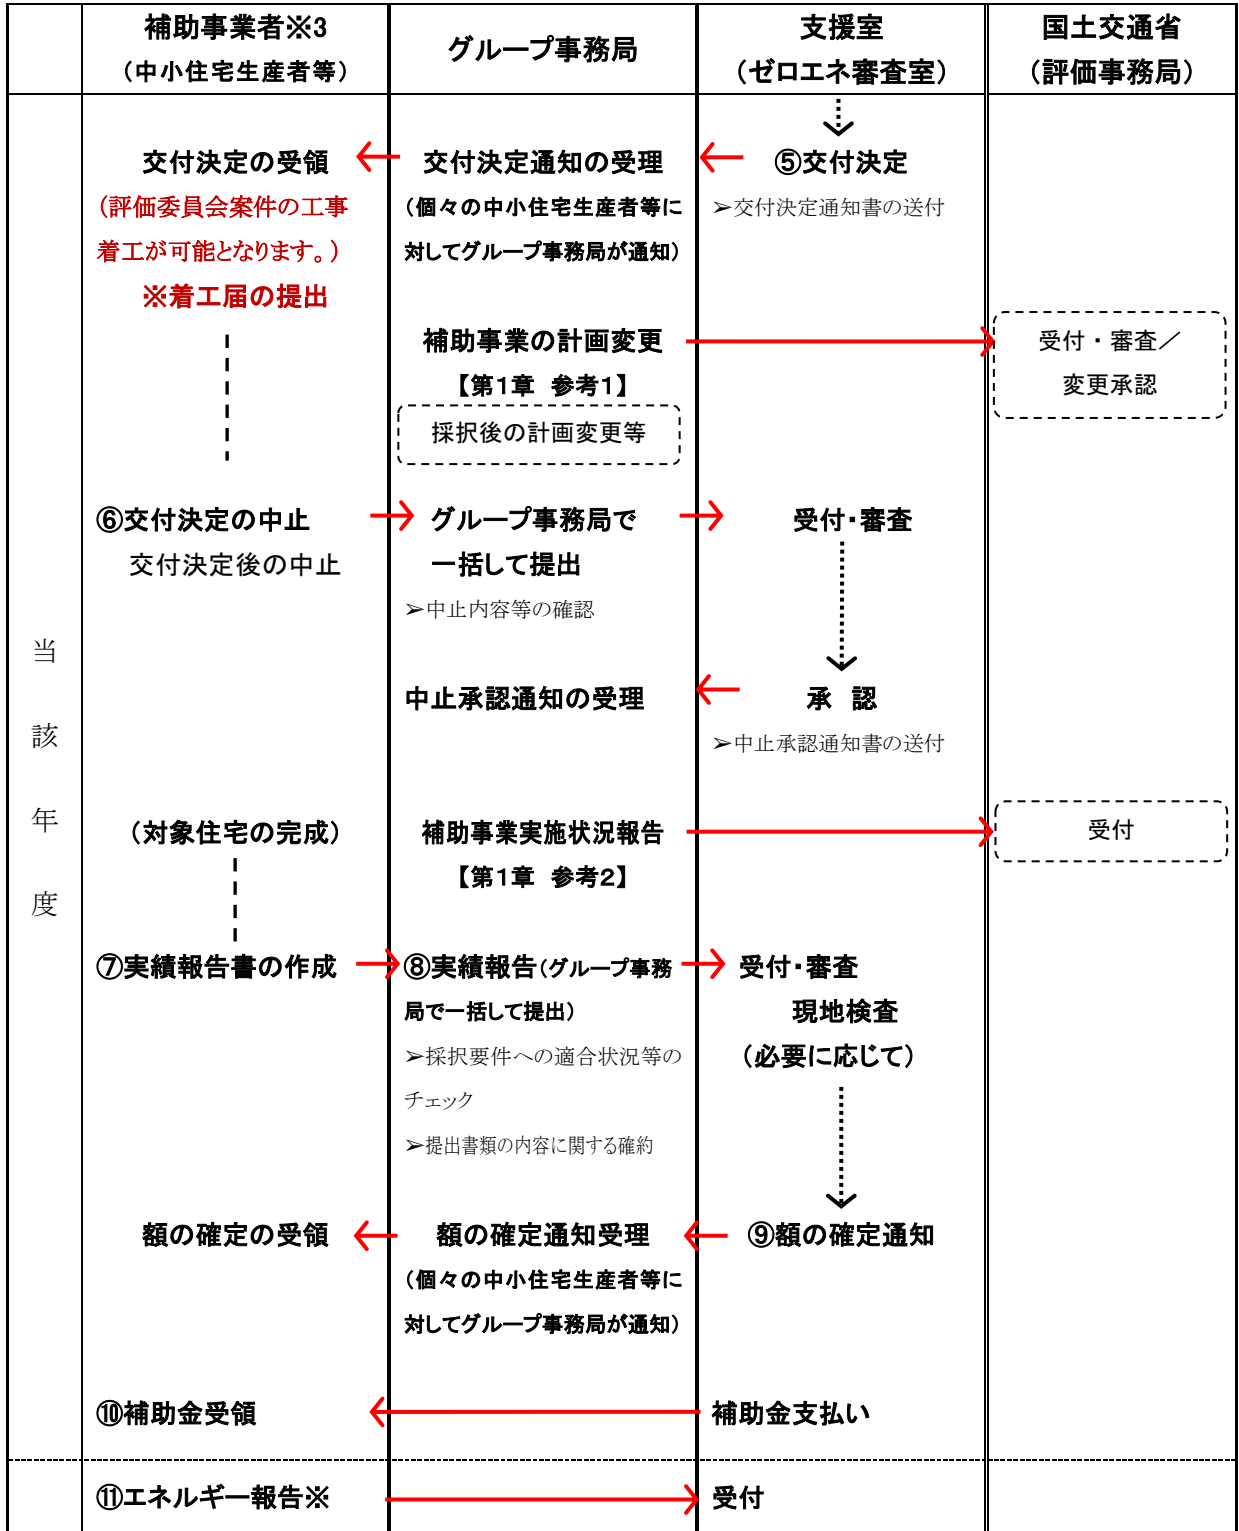 補助事業者※3
（中小住宅生産者等）
グループ事務局
支援室
（ゼロエネ審査室）
国土交通省
（評価事務局）
当該年度
交付決定の受領
交付決定通知の受理
⑤交付決定
（評価委員会案件の工事
着工が可能となります。）
※着工届の提出
（個々の中小住宅生産者等に
対してグループ事務局が通知）
➢交付決定通知書の送付
補助事業の計画変更
【第1章 参考1】
採択後の計画変更等
受付・審査／
変更承認
⑥交付決定の中止
交付決定後の中止
グループ事務局で
一括して提出
➢中止内容等の確認
受付・審査
中止承認通知の受理
承 認
➢中止承認通知書の送付
（対象住宅の完成）
補助事業実施状況報告
【第1章 参考2】
受付
⑦実績報告書の作成
⑧実績報告（グループ事務
局で一括して提出）
➢採択要件への適合状況等の
チェック
➢提出書類の内容に関する確約
受付・審査
現地検査
（必要に応じて）
額の確定の受領
額の確定通知受理
（個々の中小住宅生産者等に
対してグループ事務局が通知）
⑨額の確定通知
⑩補助金受領
補助金支払い
⑪エネルギー報告※
受付